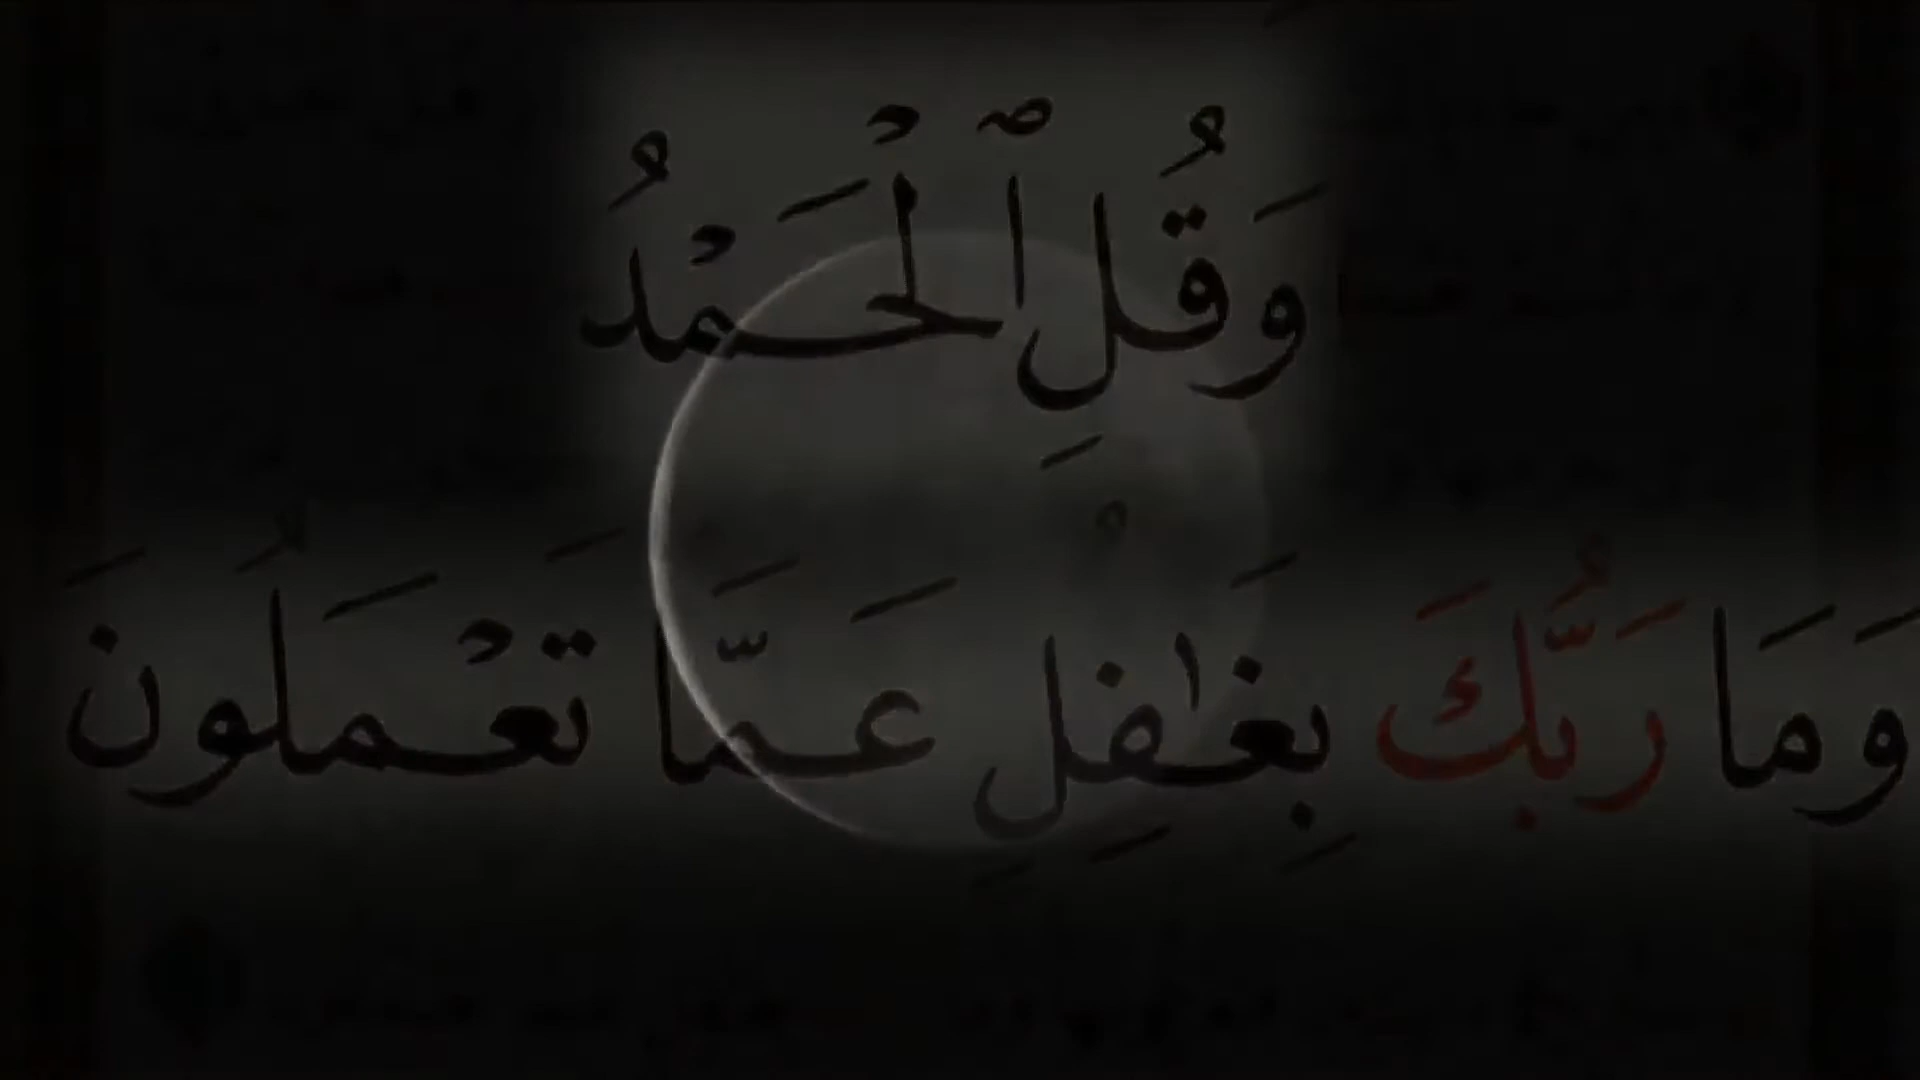 وَقُلِ ٱلْحَمْدُ
وَمَا رَبُّكَ بِغَٰفِلٍ عَمَّا تَعْمَلُونَ